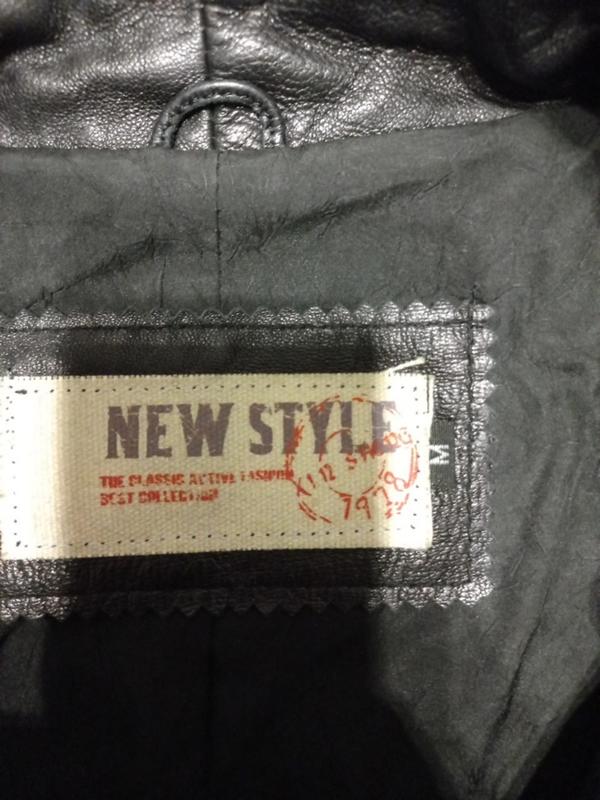 NEW STYLE
THE CLASSIC ACTIVE FASHION
BEST COLLECTION
1978
M